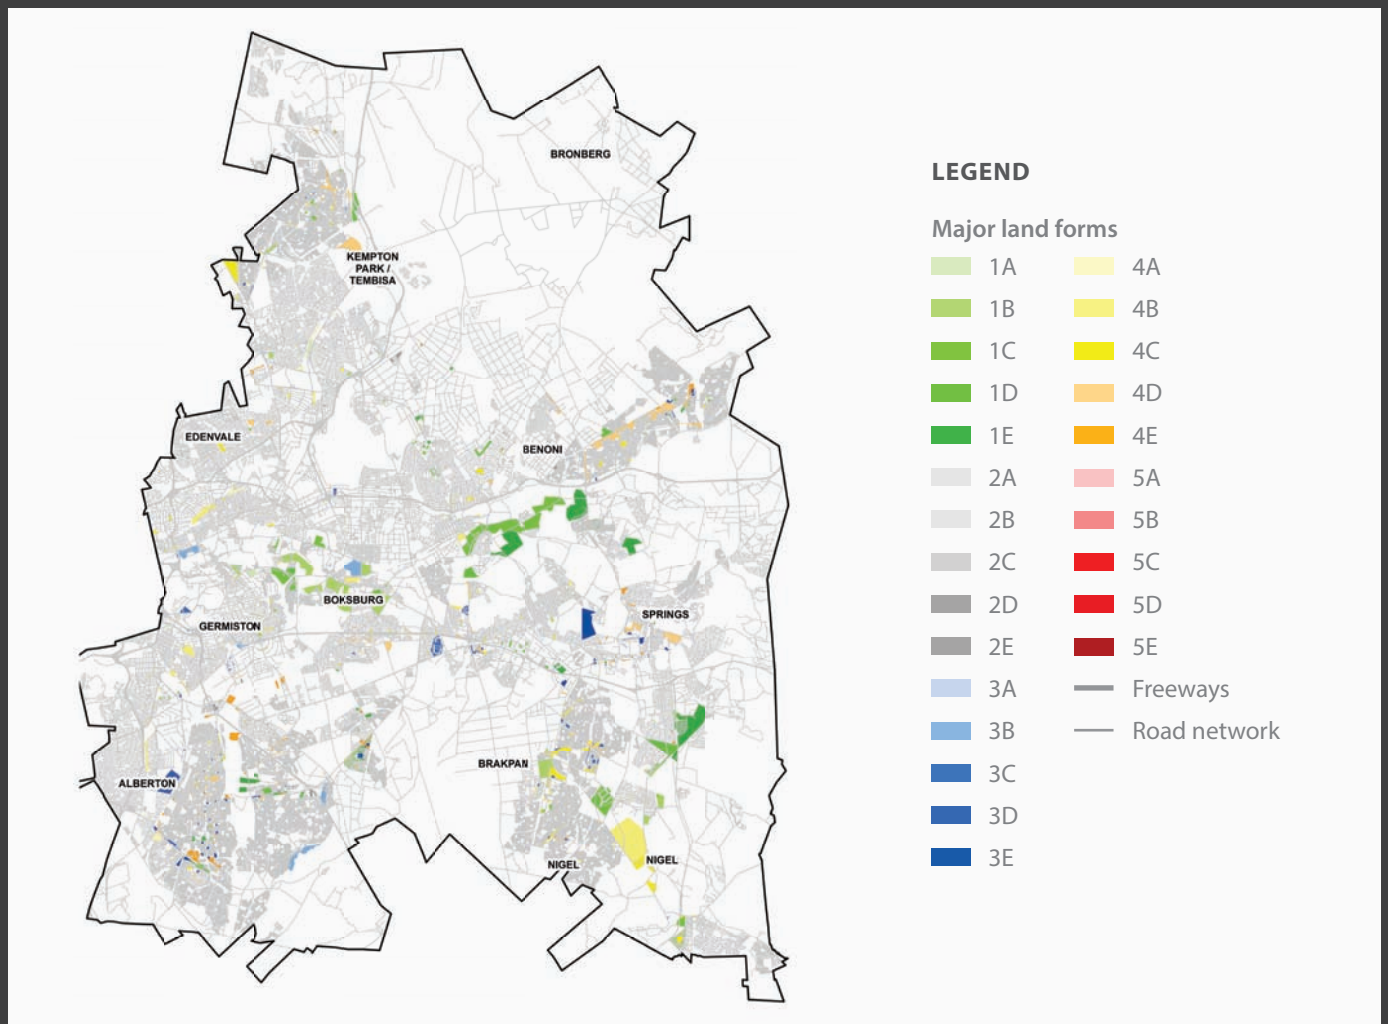 BRONBERG
KEMPTON
PARK /
TEMBISA
EDENVALE
BENONI
BOKSBURG
GERMISTON
SPRINGS
BRAKPAN
ALBERTON
NIGEL
NIGEL
LEGEND
Major land forms
1A
1B
1C
1D
1E
2A
2B
2C
2D
2E
3A
3B
3C
3D
3E
4A
4B
4C
4D
4E
5A
5B
5C
5D
5E
Freeways
Road network